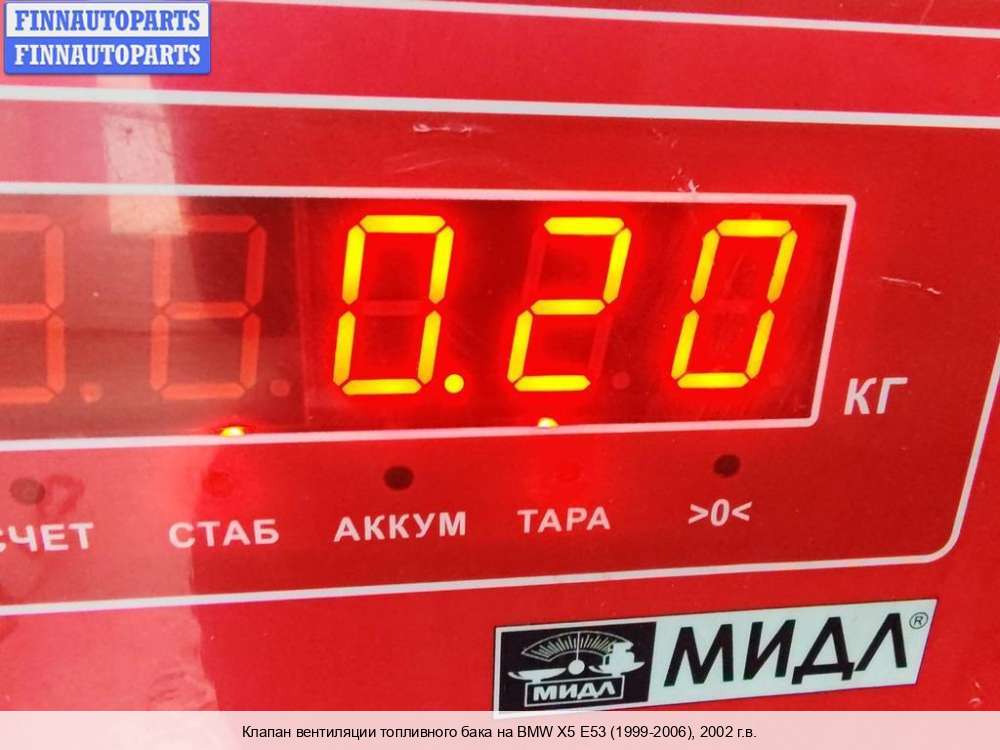 FINNAUTOPARTS
FINNAUTOPARTS
0.20
КГ
СЧЕТ СТАБ АККУМ ТАРА >0<
МИДЛ МИДЛ®
Клапан вентиляции топливного бака на BMW X5 E53 (1999-2006), 2002 г.в.